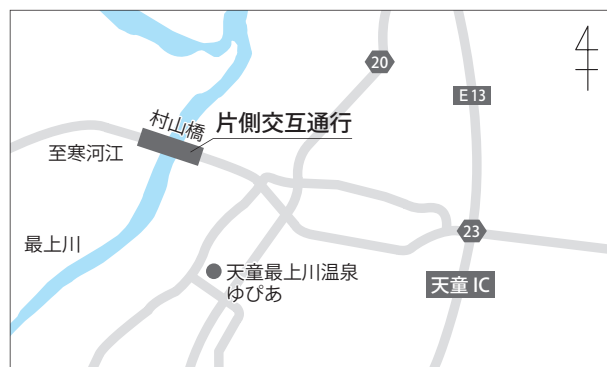 20
E13
村山橋
片側交互通行
至寒河江
最上川
23
天童最上川温泉
ゆぴあ
天童 IC